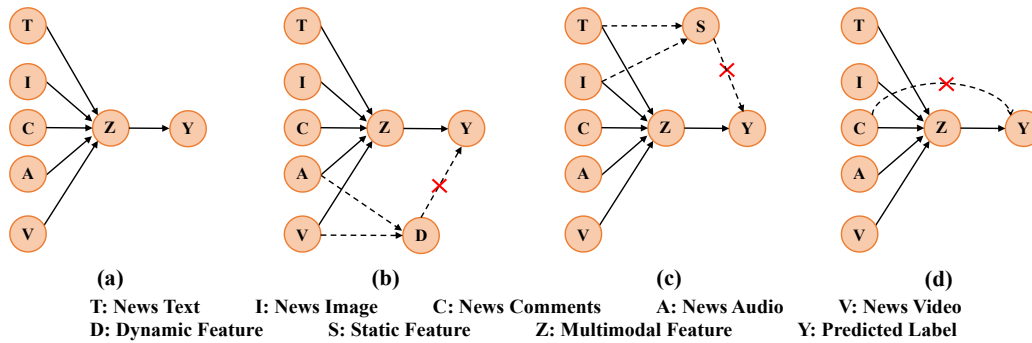 T T T S T
I I I I
C Z Y C Z Y C Z Y C Z Y
A A A A
V V D V V
(a) (b) (c) (d)
T: News Text I: News Image C: News Comments A: News Audio V: News Video
D: Dynamic Feature S: Static Feature Z: Multimodal Feature Y: Predicted Label